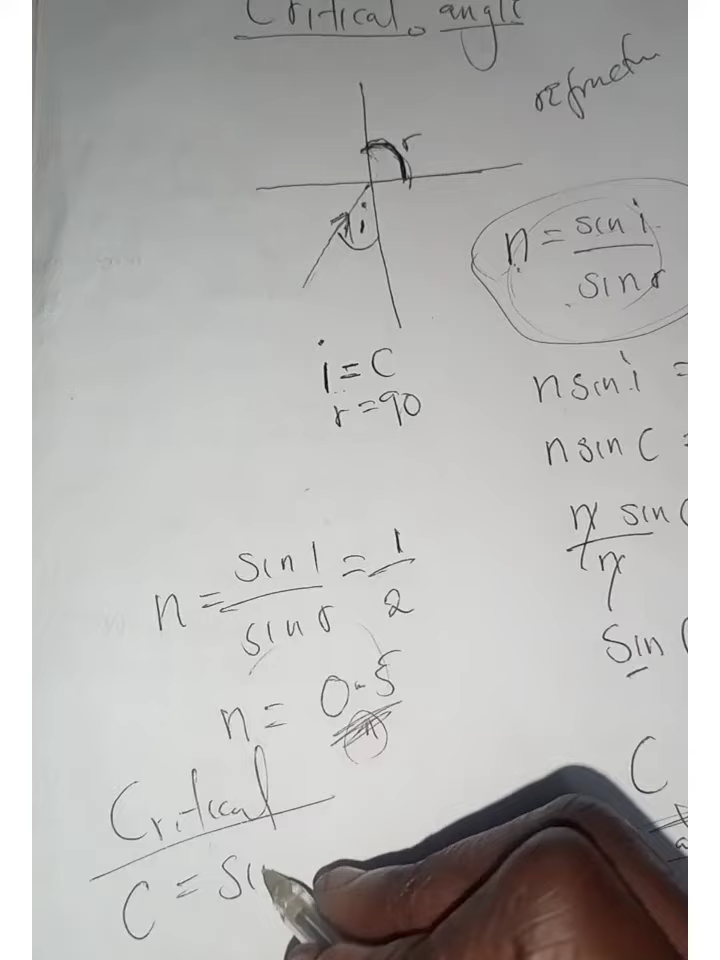 Critical angle
refraction
r
i
n = sin i / sin r
i = C
r = 90
n sin i =
n sin C =
n sin C / n
n = sin i / sin r = 1 / 2
sin C
n = 0.5
C
Critical
C = Si